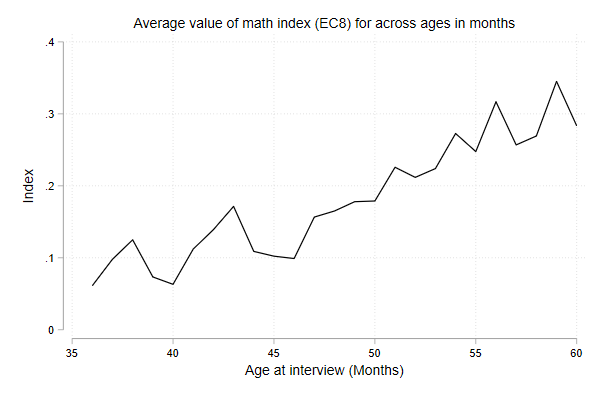 Average value of math index (EC8) for across ages in months
.4
.3
.2
.1
0
Index
35 40 45 50 55 60
Age at interview (Months)